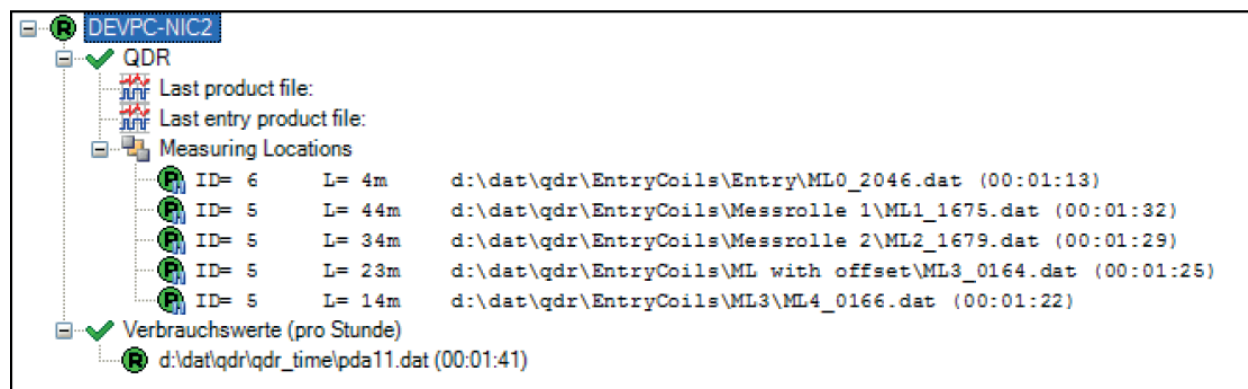 DEVPC-NIC2
QDR
Last product file:
Last entry product file:
Measuring Locations
ID= 6 L= 4m d:\dat\qdr\EntryCoils\Entry\ML0_2046.dat (00:01:13)
ID= 5 L= 44m d:\dat\qdr\EntryCoils\Messrolle 1\ML1_1675.dat (00:01:32)
ID= 5 L= 34m d:\dat\qdr\EntryCoils\Messrolle 2\ML2_1679.dat (00:01:29)
ID= 5 L= 23m d:\dat\qdr\EntryCoils\ML with offset\ML3_0164.dat (00:01:25)
ID= 5 L= 14m d:\dat\qdr\EntryCoils\ML3\ML4_0166.dat (00:01:22)
Verbrauchswerte (pro Stunde)
d:\dat\qdr\qdr_time\pda11.dat (00:01:41)